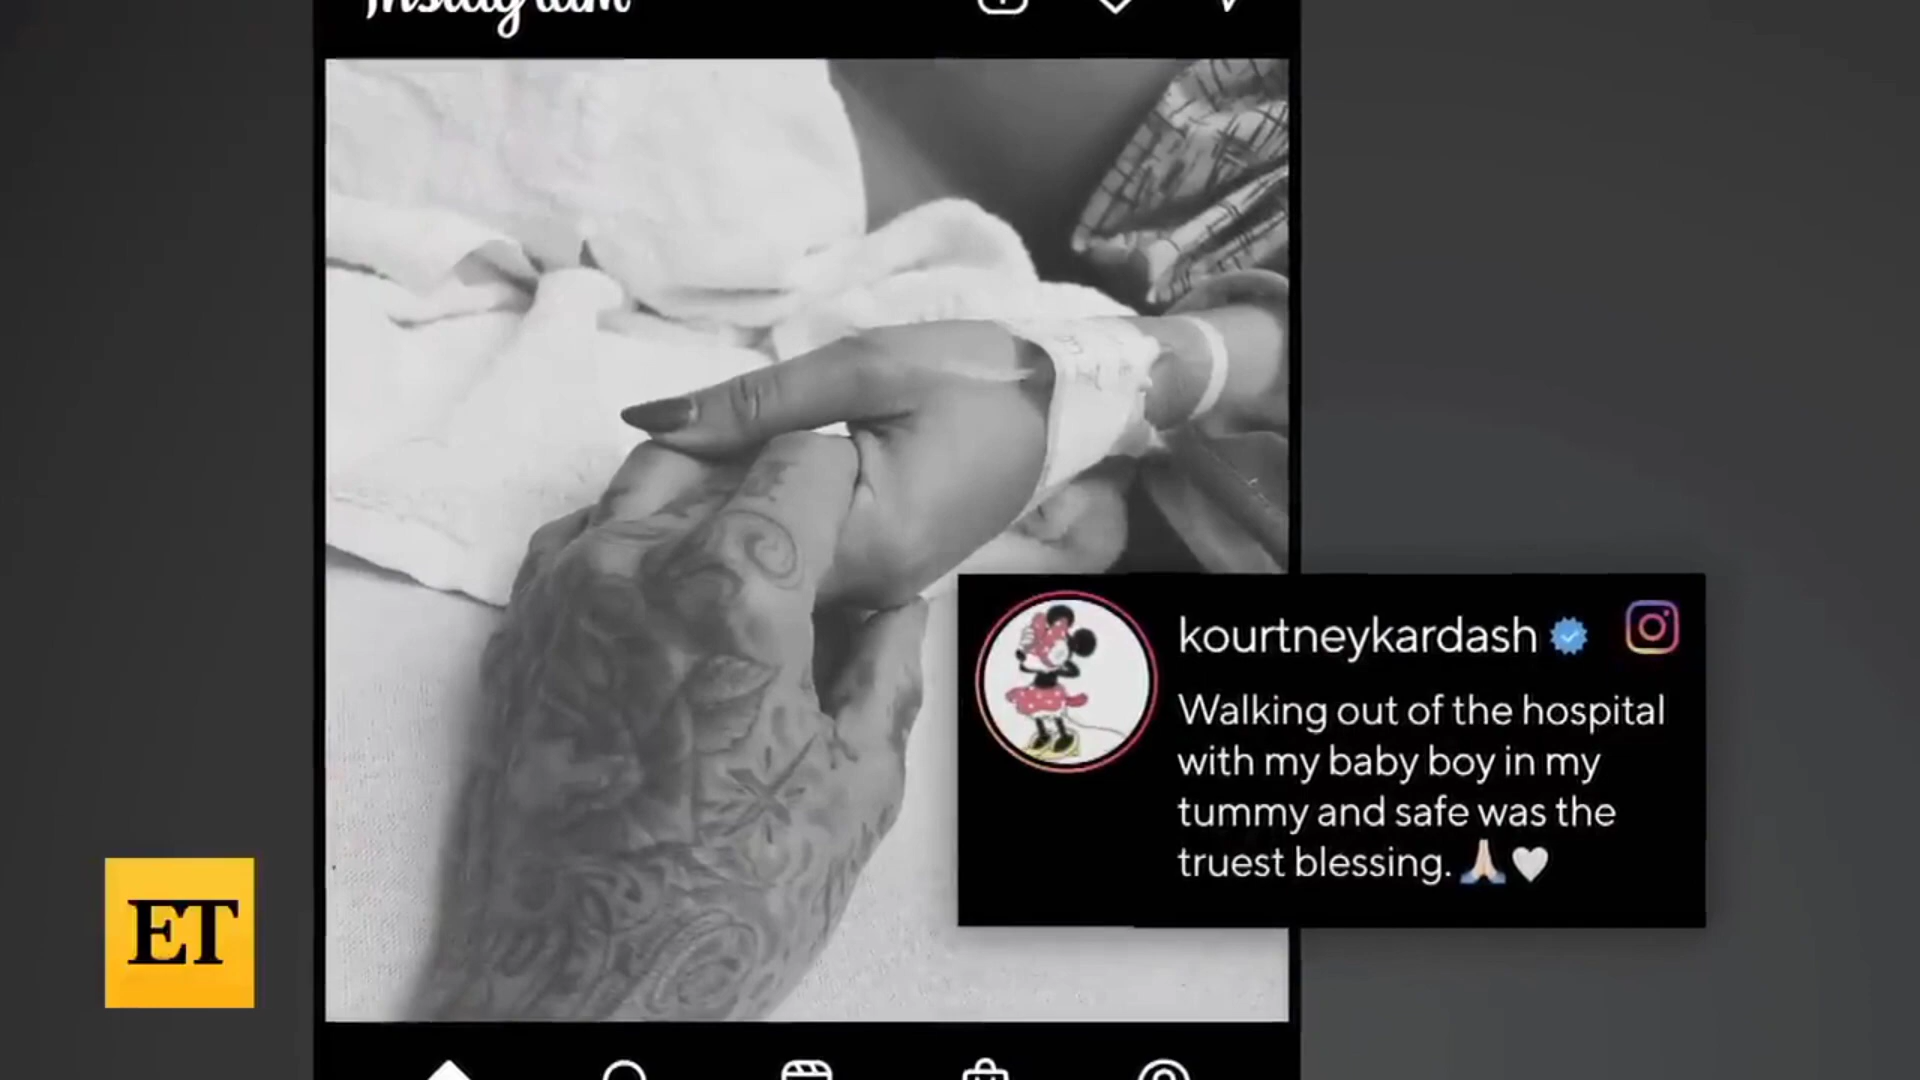 Instagram
kourtneykardash
Walking out of the hospital
with my baby boy in my
tummy and safe was the
truest blessing. 🙏🏻🤍
ET